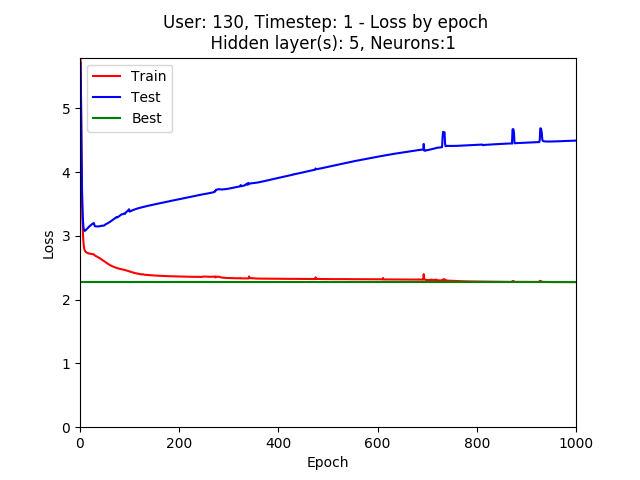 User: 130, Timestep: 1 - Loss by epoch
Hidden layer(s): 5, Neurons:1
Train
Test
Best
5
4
3
2
1
0
Loss
0 200 400 600 800 1000
Epoch